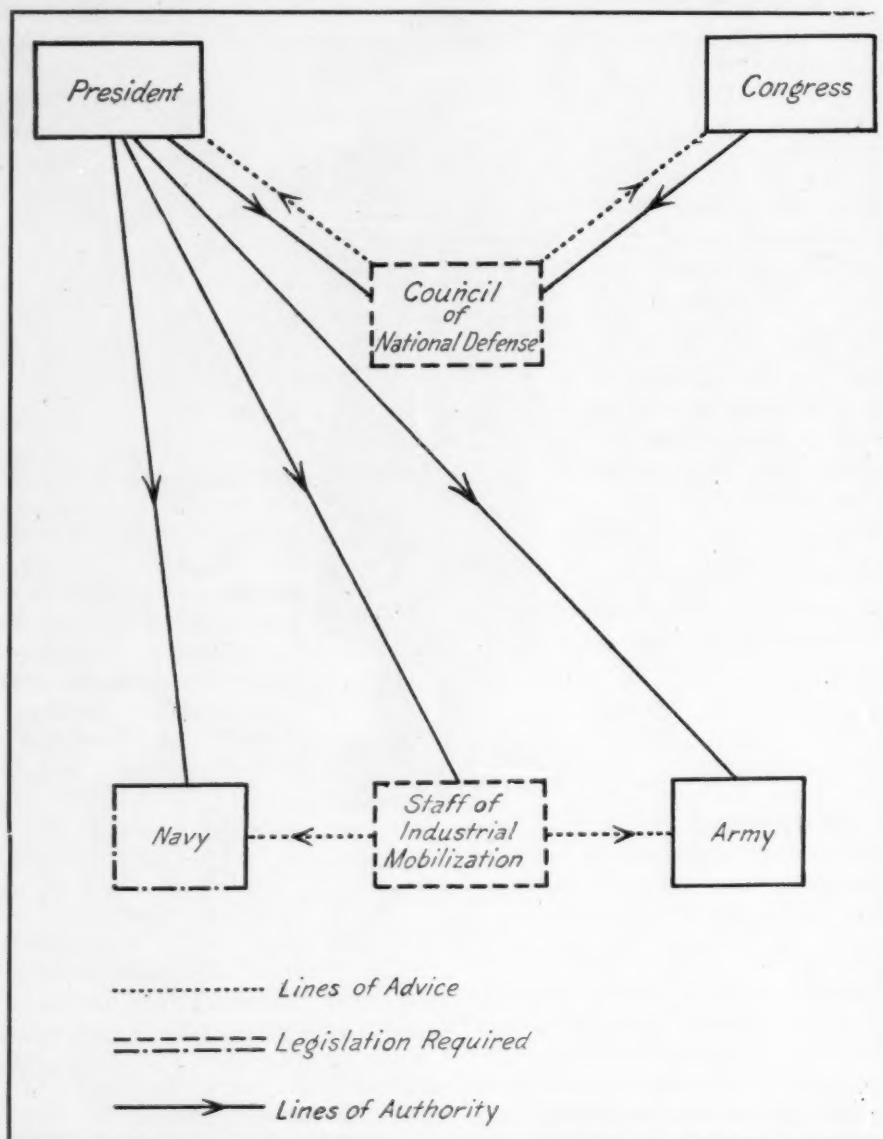 President
Congress
Council
of
National Defense
Navy
Staff of
Industrial
Mobilization
Army
Lines of Advice
Legislation Required
Lines of Authority